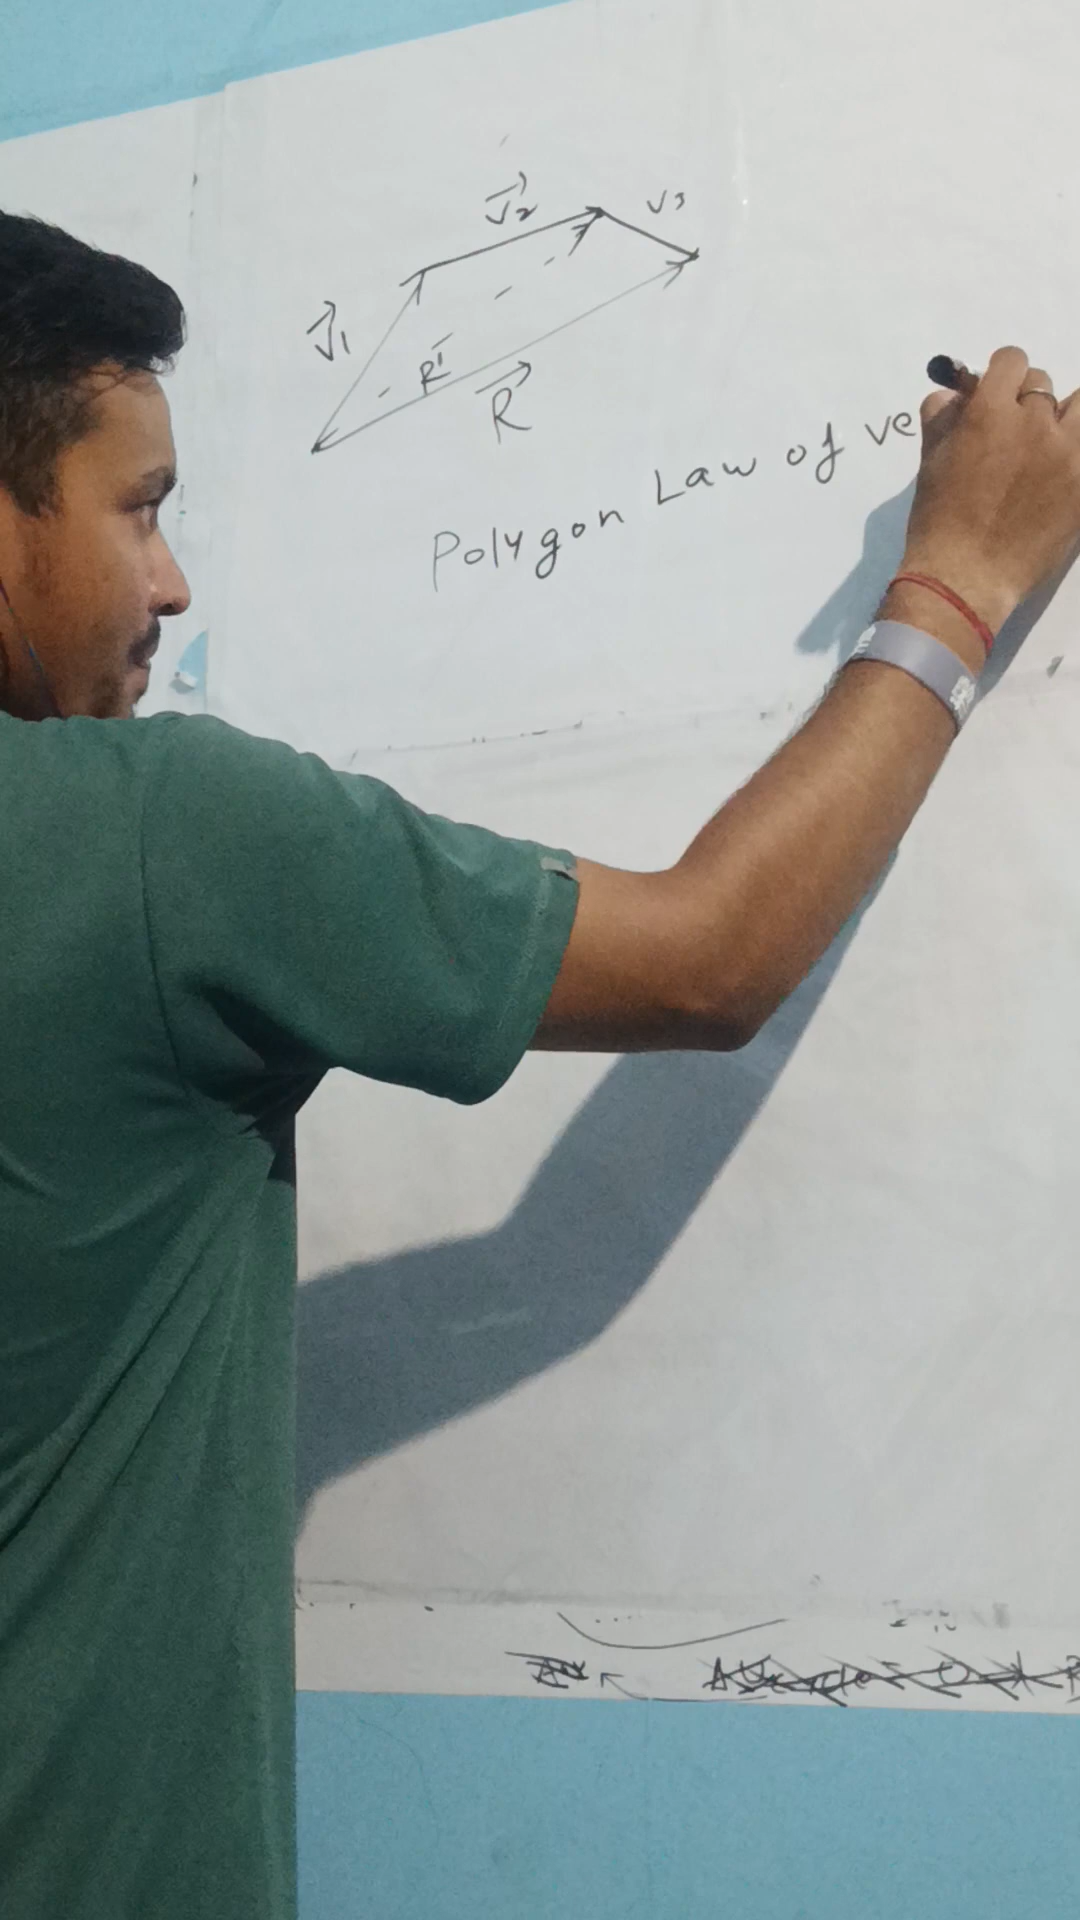 V₂
V₃
V₁
R'
R
Polygon Law of ve